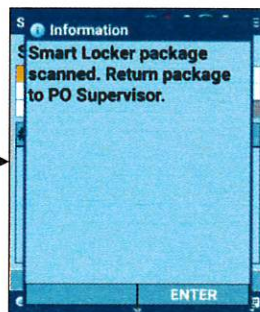 Information
Smart Locker package
scanned. Return package
to PO Supervisor.
ENTER